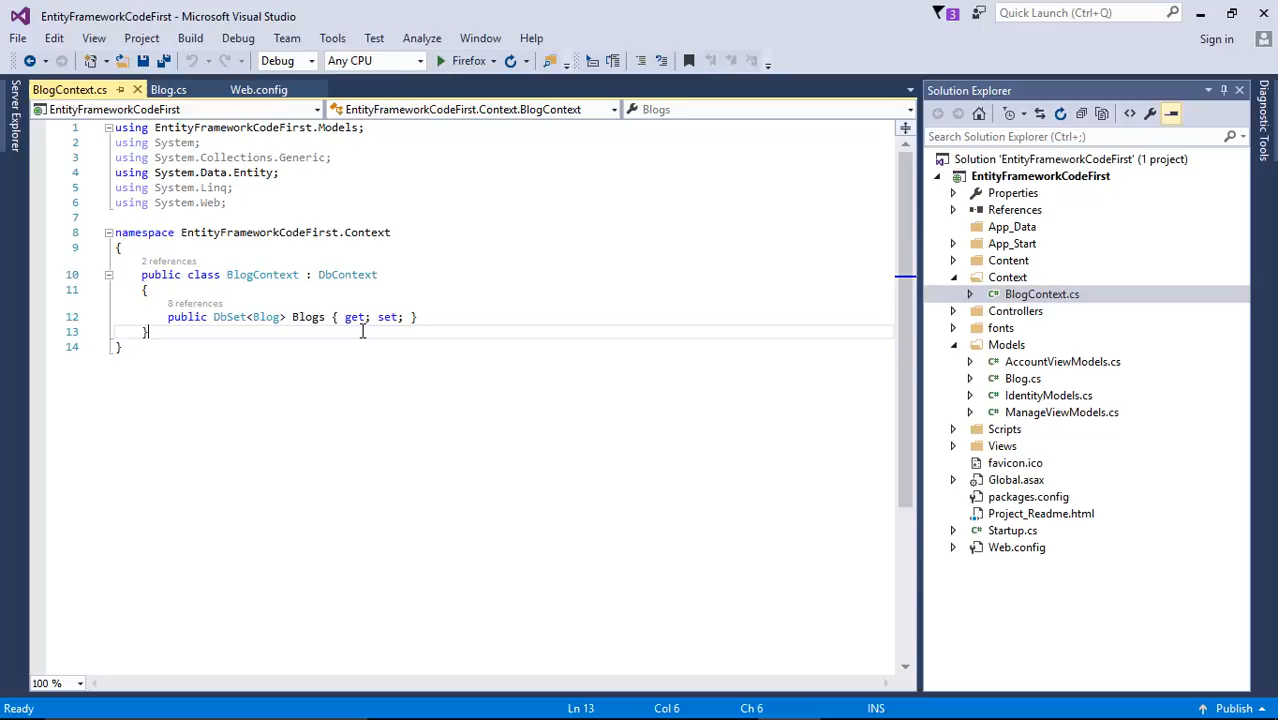 EntityFrameworkCodeFirst - Microsoft Visual Studio
3
Quick Launch (Ctrl+Q)
File Edit View Project Build Debug Team Tools Test Analyze Window Help
Sign in
Debug Any CPU Firefox
Server Explorer
BlogContext.cs Blog.cs Web.config
EntityFrameworkCodeFirst EntityFrameworkCodeFirst.Context.BlogContext Blogs
1 using EntityFrameworkCodeFirst.Models;
2 using System;
3 using System.Collections.Generic;
4 using System.Data.Entity;
5 using System.Linq;
6 using System.Web;
7
8 namespace EntityFrameworkCodeFirst.Context
9 {
2 references
10 public class BlogContext : DbContext
11 {
8 references
12 public DbSet<Blog> Blogs { get; set; }
13 }
14 }
100 %
Solution Explorer
Search Solution Explorer (Ctrl+;)
Solution 'EntityFrameworkCodeFirst' (1 project)
EntityFrameworkCodeFirst
Properties
References
App_Data
App_Start
Content
Context
C# BlogContext.cs
Controllers
fonts
Models
C# AccountViewModels.cs
C# Blog.cs
C# IdentityModels.cs
C# ManageViewModels.cs
Scripts
Views
favicon.ico
Global.asax
packages.config
Project_Readme.html
C# Startup.cs
Web.config
Diagnostic Tools
Ready Ln 13 Col 6 Ch 6 INS Publish